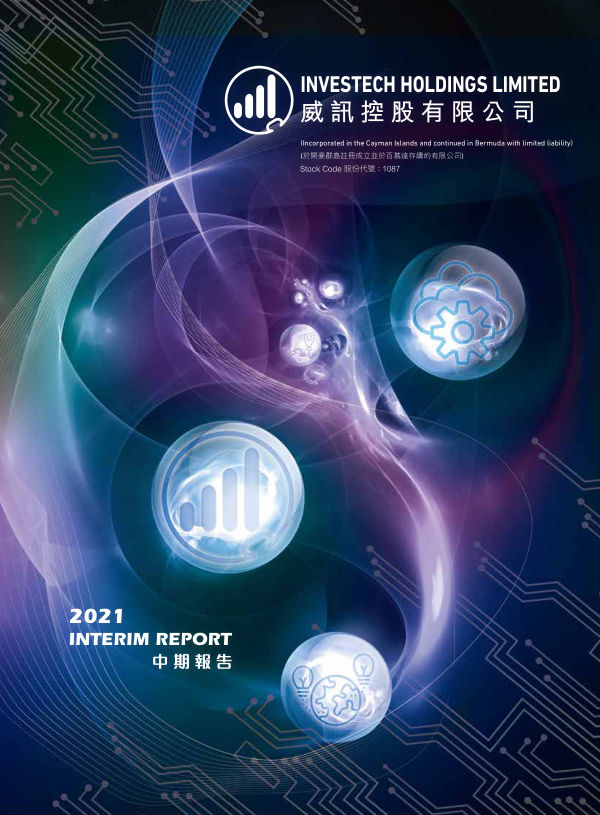 INVESTECH HOLDINGS LIMITED
威訊控股有限公司
(Incorporated in the Cayman Islands and continued in Bermuda with limited liability)
(於開曼群島註冊成立並於百慕達存續的有限公司)
Stock Code 股份代號：1087
2021
INTERIM REPORT
中期報告